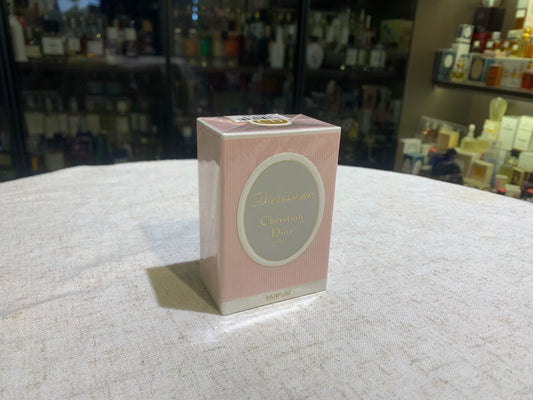 Diorissimo
Christian
Dior
PARFUM